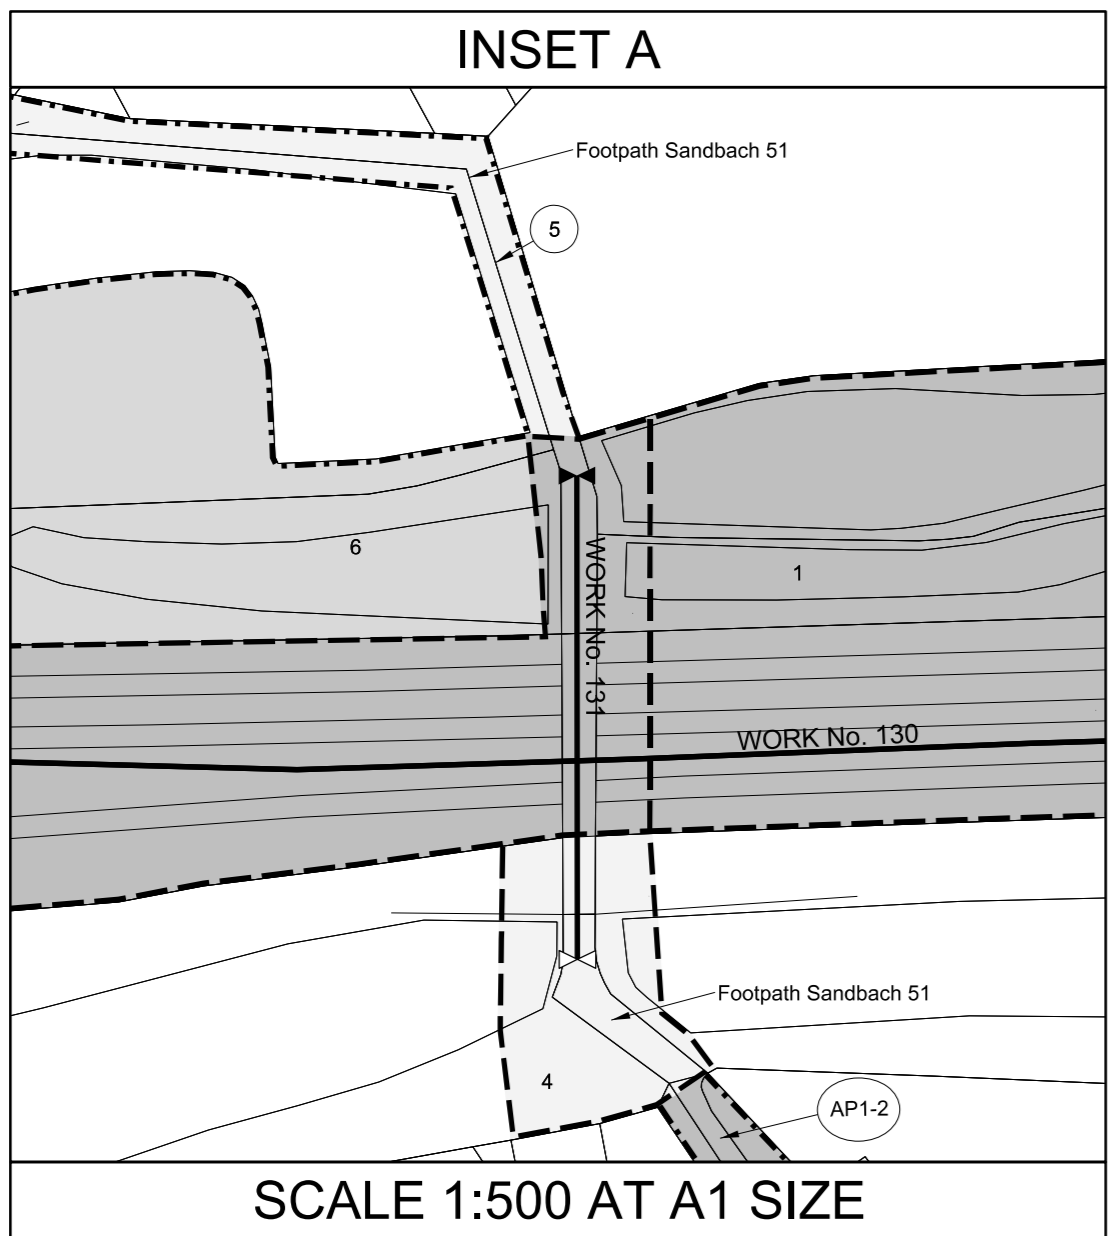 INSET A
Footpath Sandbach 51
5
6
1
WORK No. 131
WORK No. 130
Footpath Sandbach 51
4
AP1-2
SCALE 1:500 AT A1 SIZE